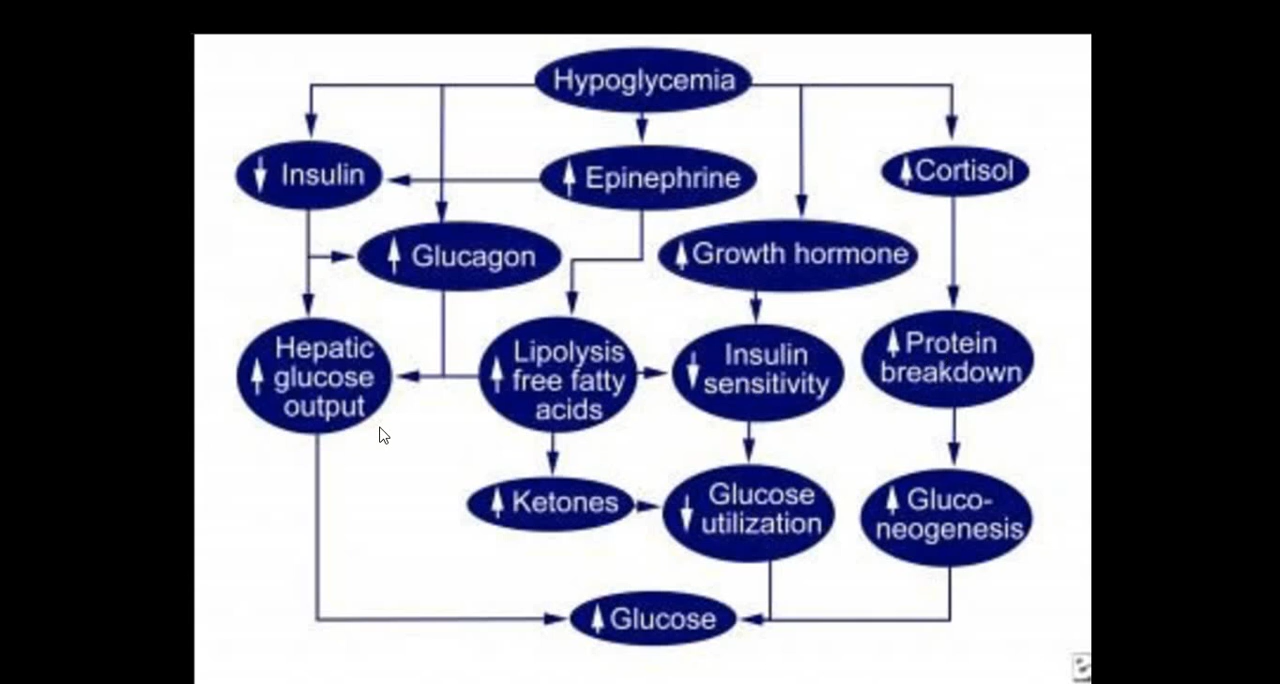 Hypoglycemia
Insulin
Epinephrine
Cortisol
Glucagon
Growth hormone
Hepatic
glucose
output
Lipolysis
free fatty
acids
Insulin
sensitivity
Protein
breakdown
Ketones
Glucose
utilization
Gluco-
neogenesis
Glucose